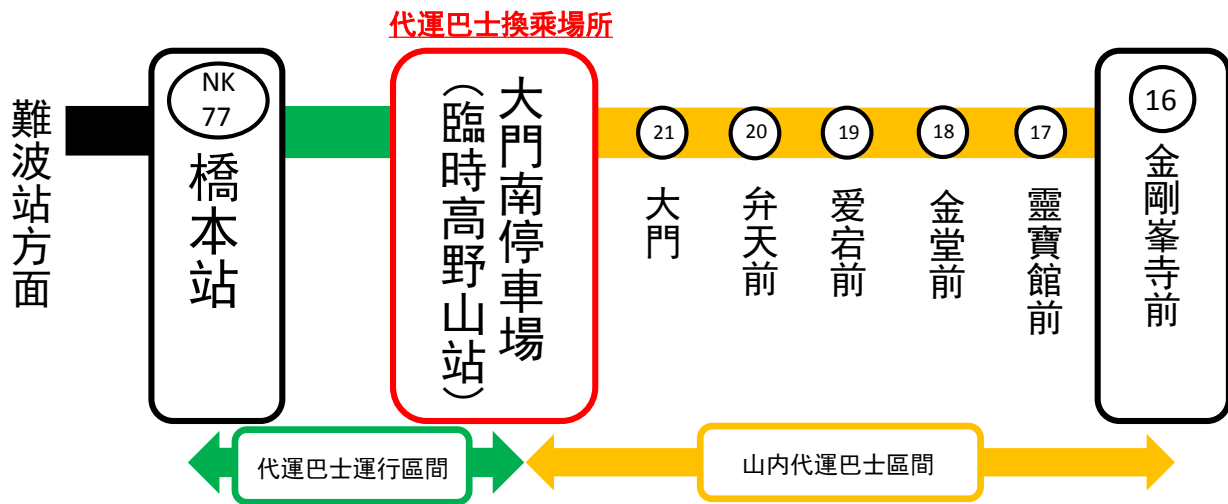 代運巴士換乘場所
難波站方面
NK
77
橋本站
大門南停車場
（臨時高野山站）
21
大門
20
弁天前
19
爱宕前
18
金堂前
17
靈寶館前
16
金剛峯寺前
代運巴士運行區間
山内代運巴士區間